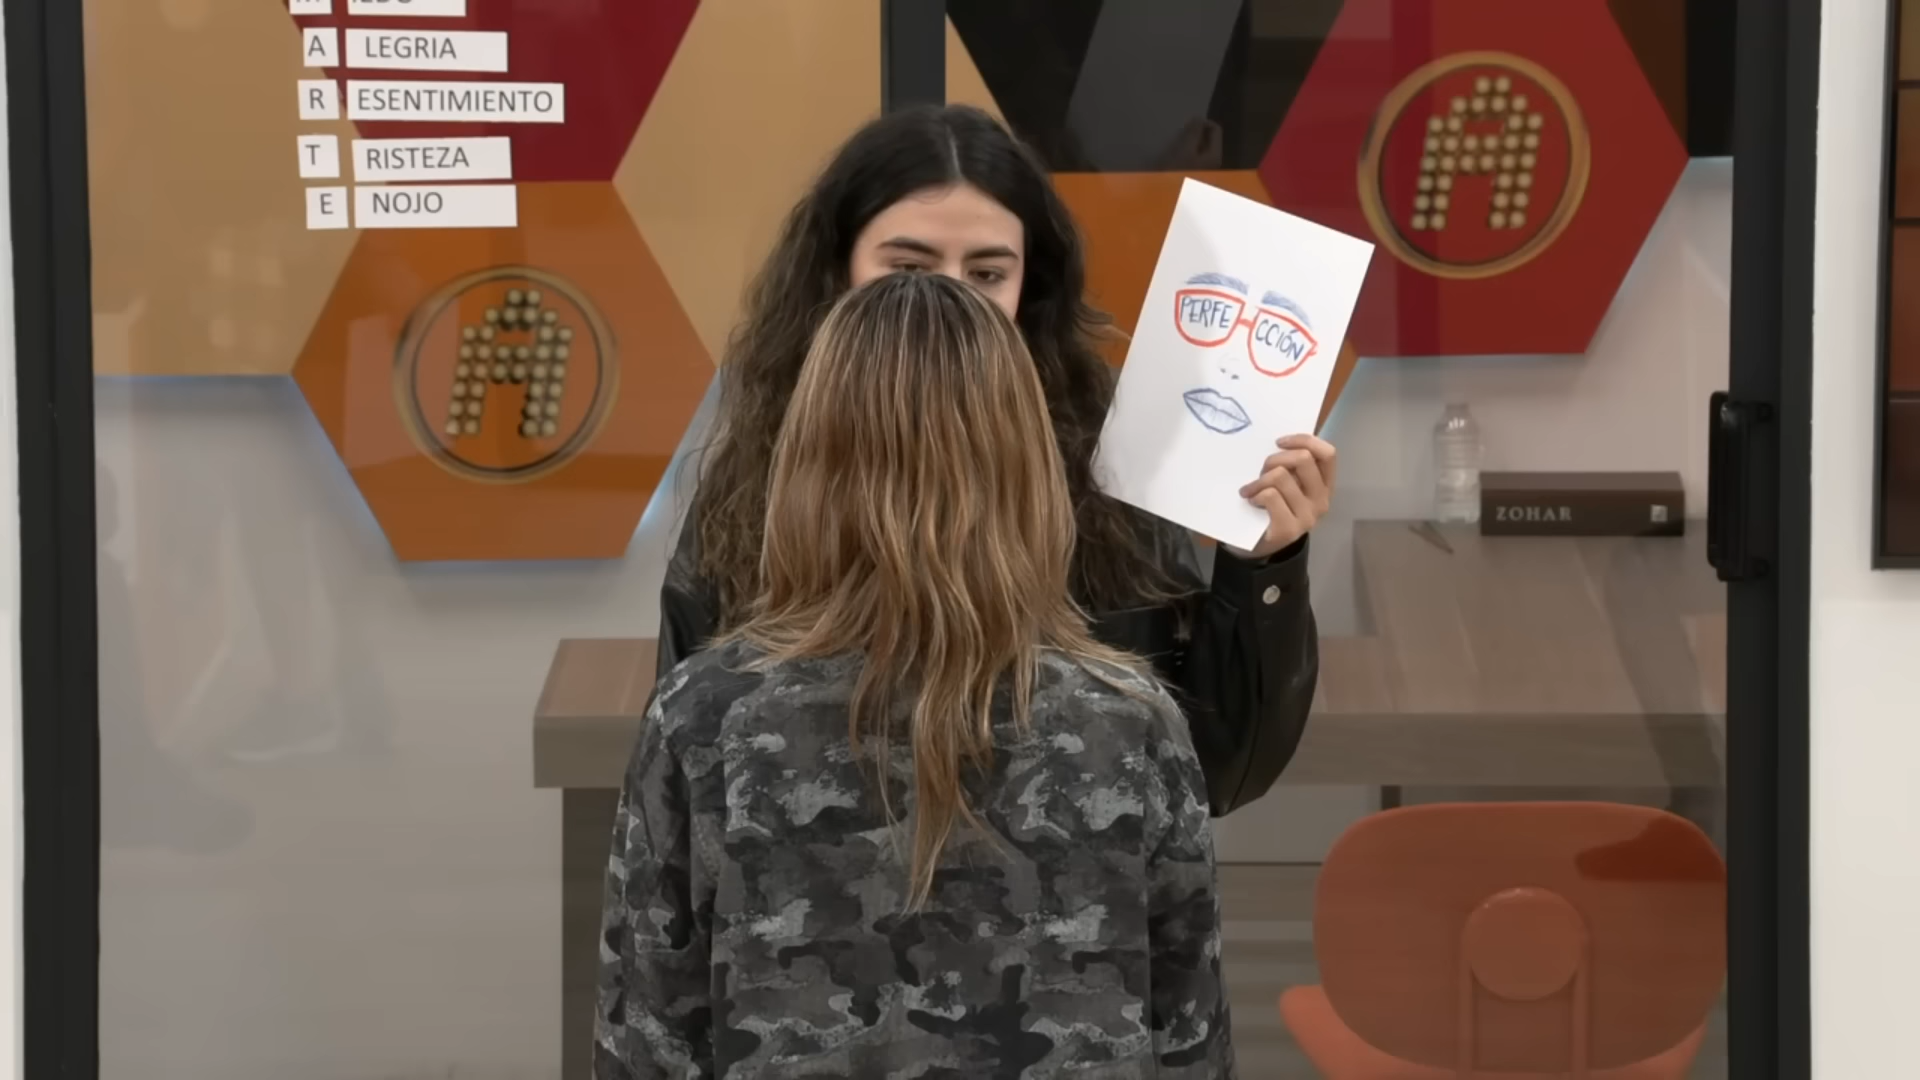 A LEGRIA
R ESENTIMIENTO
T RISTEZA
E NOJO
PERFE
CCIÓN
ZOHAR